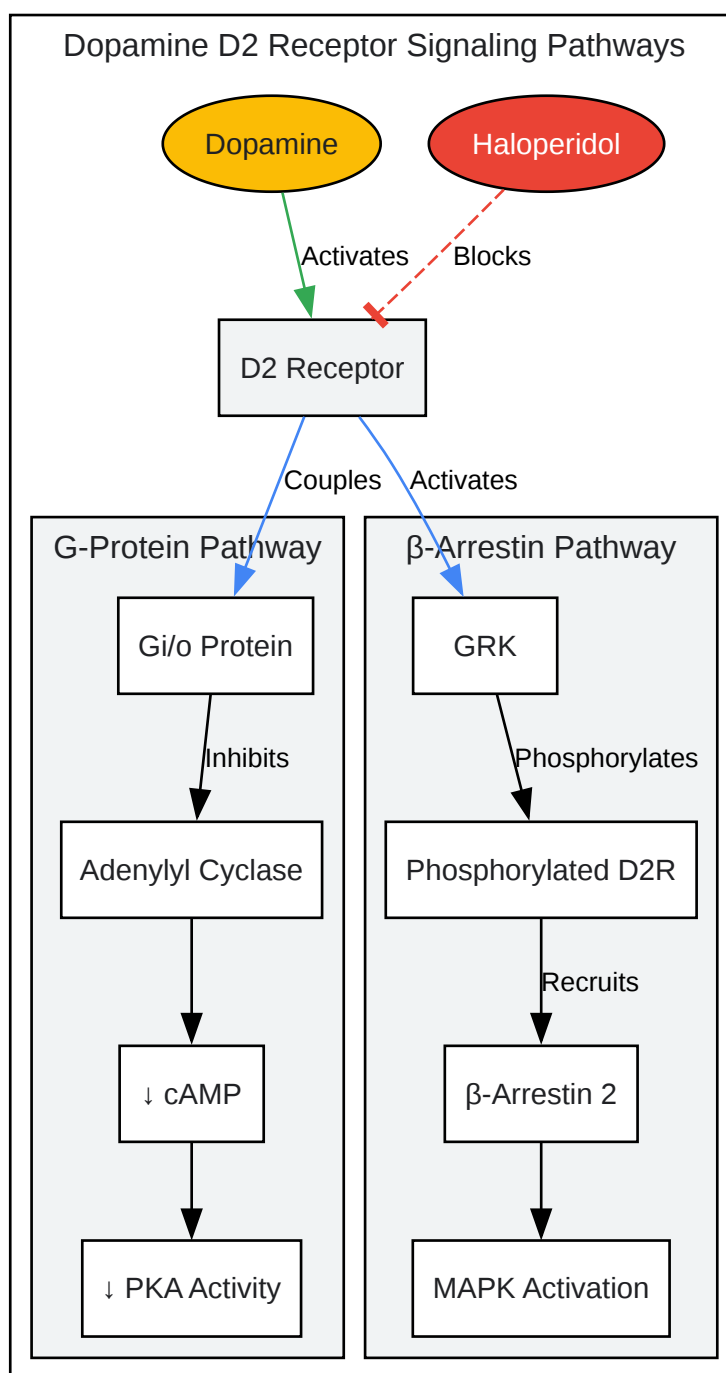 Dopamine D2 Receptor Signaling Pathways
Dopamine
Haloperidol
Activates
Blocks
D2 Receptor
Couples
Activates
G-Protein Pathway
β-Arrestin Pathway
Gi/o Protein
GRK
Inhibits
Phosphorylates
Adenylyl Cyclase
Phosphorylated D2R
Recruits
↓ cAMP
β-Arrestin 2
↓ PKA Activity
MAPK Activation